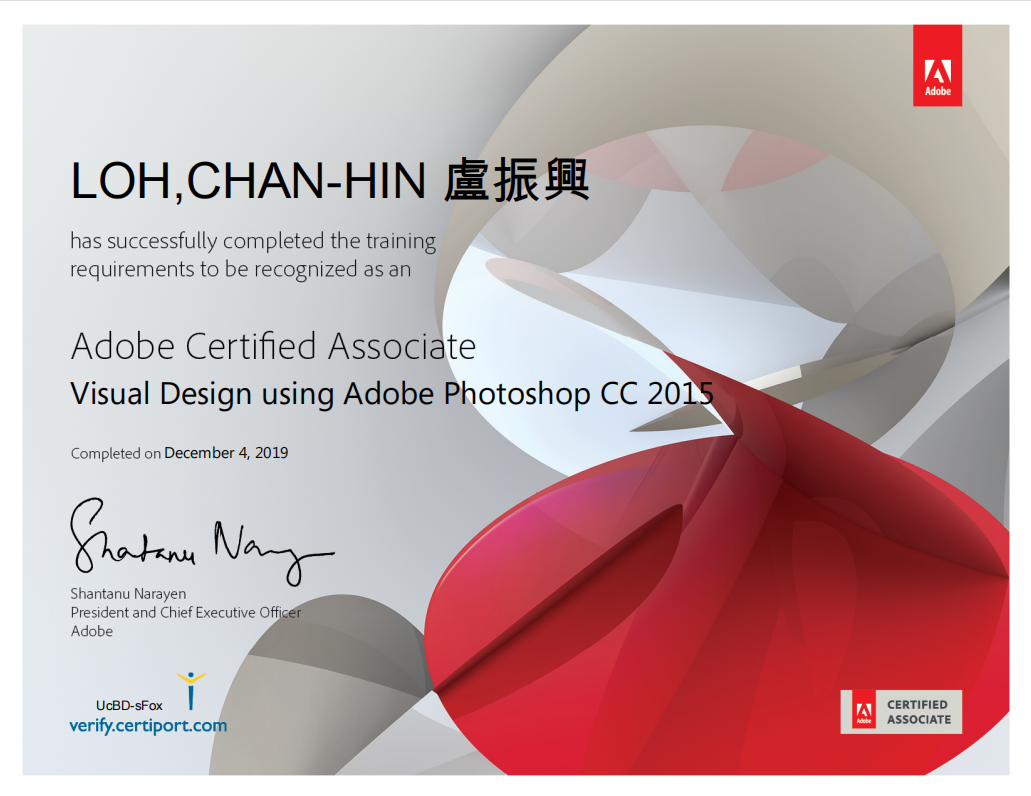 Adobe
LOH,CHAN-HIN 盧振興
has successfully completed the training
requirements to be recognized as an
Adobe Certified Associate
Visual Design using Adobe Photoshop CC 2015
Completed on December 4, 2019
Shantanu Narayen
Shantanu Narayen
President and Chief Executive Officer
Adobe
UcBD-sFox
verify.certiport.com
Adobe
CERTIFIED
ASSOCIATE